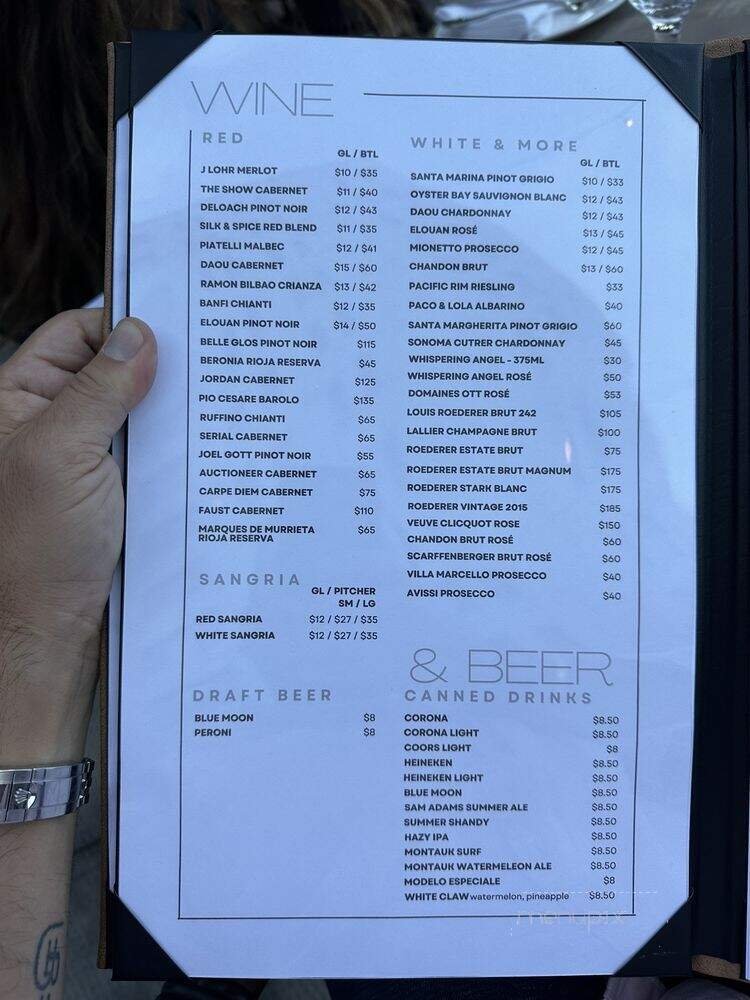 WINE
RED
GL / BTL
J LOHR MERLOT $10 / $35
THE SHOW CABERNET $11 / $40
DELOACH PINOT NOIR $12 / $43
SILK & SPICE RED BLEND $11 / $35
PIATELLI MALBEC $12 / $41
DAOU CABERNET $15 / $60
RAMON BILBAO CRIANZA $13 / $42
BANFI CHIANTI $12 / $35
ELOUAN PINOT NOIR $14 / $50
BELLE GLOS PINOT NOIR $115
BERONIA RIOJA RESERVA $45
JORDAN CABERNET $125
PIO CESARE BAROLO $135
RUFFINO CHIANTI $65
SERIAL CABERNET $65
JOEL GOTT PINOT NOIR $55
AUCTIONEER CABERNET $65
CARPE DIEM CABERNET $75
FAUST CABERNET $110
MARQUES DE MURRIETA $65
RIOJA RESERVA
SANGRIA
GL / PITCHER
SM / LG
RED SANGRIA $12 / $27 / $35
WHITE SANGRIA $12 / $27 / $35
DRAFT BEER
BLUE MOON $8
PERONI $8
WHITE & MORE
GL / BTL
SANTA MARINA PINOT GRIGIO $10 / $33
OYSTER BAY SAUVIGNON BLANC $12 / $43
DAOU CHARDONNAY $12 / $43
ELOUAN ROSÉ $13 / $45
MIONETTO PROSECCO $12 / $45
CHANDON BRUT $13 / $60
PACIFIC RIM RIESLING $33
PACO & LOLA ALBARINO $40
SANTA MARGHERITA PINOT GRIGIO $60
SONOMA CUTRER CHARDONNAY $45
WHISPERING ANGEL - 375ML $30
WHISPERING ANGEL ROSÉ $50
DOMAINES OTT ROSÉ $53
LOUIS ROEDERER BRUT 242 $105
LALLIER CHAMPAGNE BRUT $100
ROEDERER ESTATE BRUT $75
ROEDERER ESTATE BRUT MAGNUM $175
ROEDERER STARK BLANC $175
ROEDERER VINTAGE 2015 $185
VEUVE CLICQUOT ROSE $150
CHANDON BRUT ROSÉ $60
SCARFFENBERGER BRUT ROSÉ $60
VILLA MARCELLO PROSECCO $40
AVISSI PROSECCO $40
& BEER
CANNED DRINKS
CORONA $8.50
CORONA LIGHT $8.50
COORS LIGHT $8
HEINEKEN $8.50
HEINEKEN LIGHT $8.50
BLUE MOON $8.50
SAM ADAMS SUMMER ALE $8.50
SUMMER SHANDY $8.50
HAZY IPA $8.50
MONTAUK SURF $8.50
MONTAUK WATERMELEON ALE $8.50
MODELO ESPECIALE $8
WHITE CLAW watermelon, pineapple $8.50
menupix